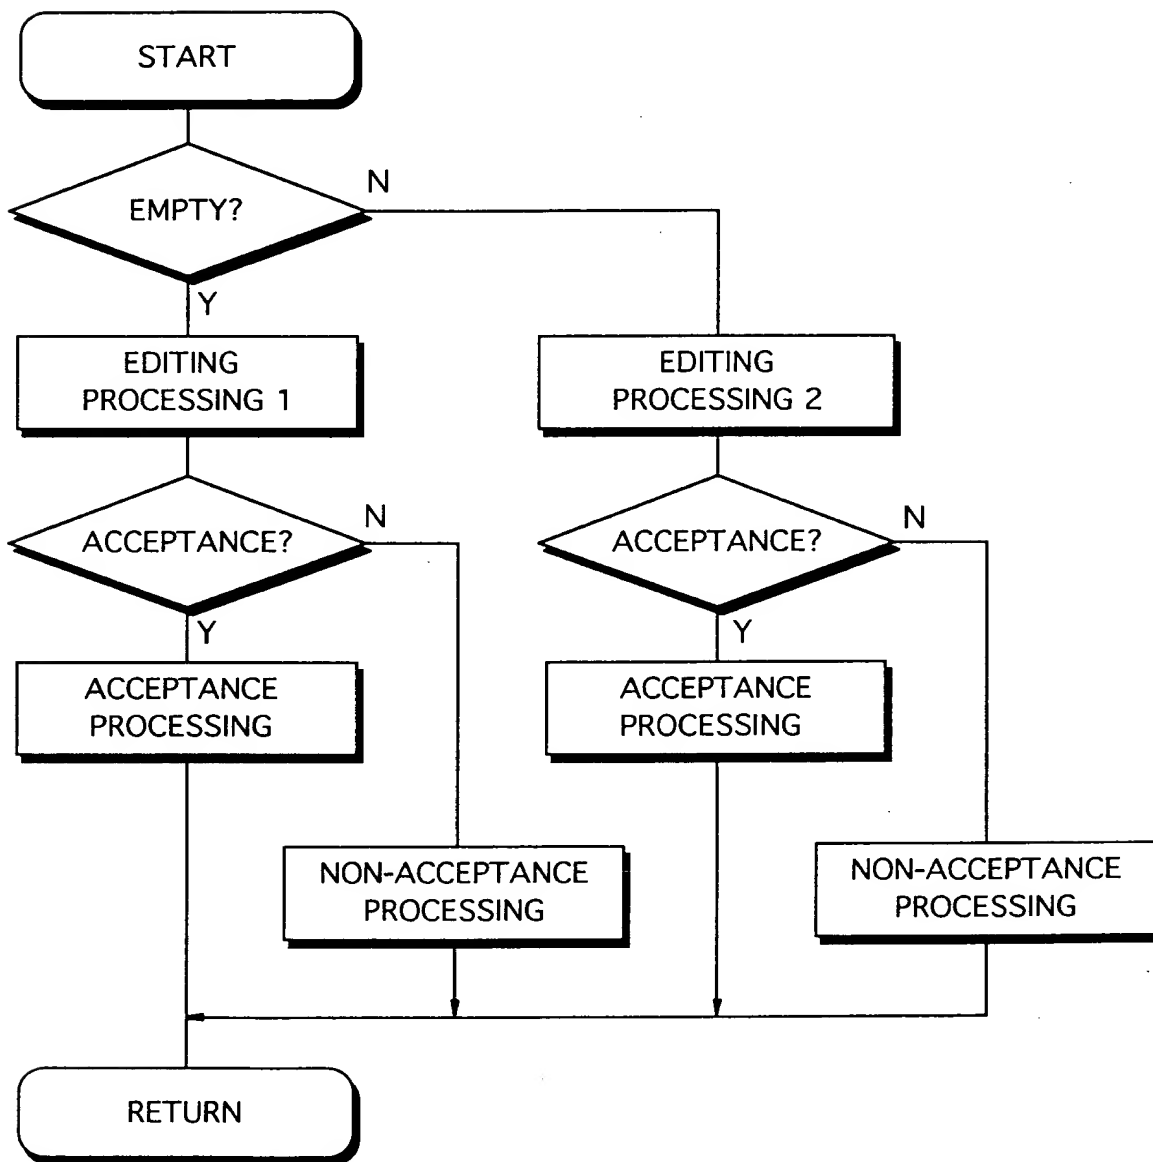 START
EMPTY?
N
Y
EDITING
PROCESSING 1
EDITING
PROCESSING 2
ACCEPTANCE?
N
ACCEPTANCE?
N
Y
Y
ACCEPTANCE
PROCESSING
ACCEPTANCE
PROCESSING
NON-ACCEPTANCE
PROCESSING
NON-ACCEPTANCE
PROCESSING
RETURN